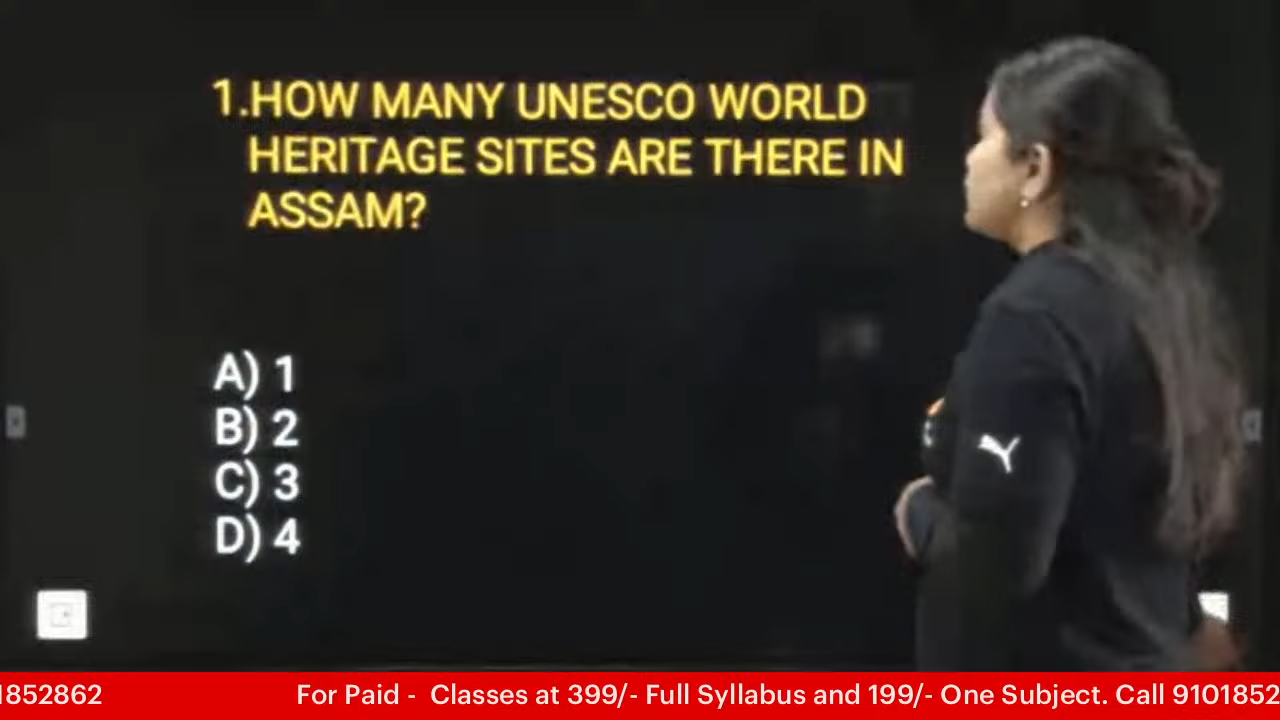 1.HOW MANY UNESCO WORLD
HERITAGE SITES ARE THERE IN
ASSAM?
A) 1
B) 2
C) 3
D) 4
1852862 For Paid - Classes at 399/- Full Syllabus and 199/- One Subject. Call 9101852